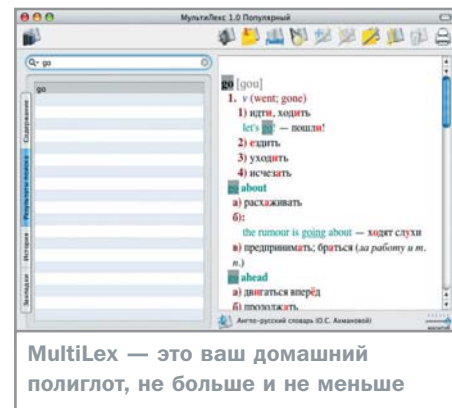 МультиЛекс 1.0 Популярный
go
go
Содержание
Результаты поиска
История
Закладки
go [gou]
1. v (went; gone)
1) идти, ходить
let's go! — пошли!
2) ездить
3) уходить
4) исчезать
go about
а) расхаживать
б):
the rumour is going about — ходят слухи
в) предпринимать; браться (за работу и т.
п.)
go ahead
а) двигаться вперёд
б) продолжать
Англо-русский словарь (О.С. Ахмановой)
MultiLex — это ваш домашний
полиглот, не больше и не меньше